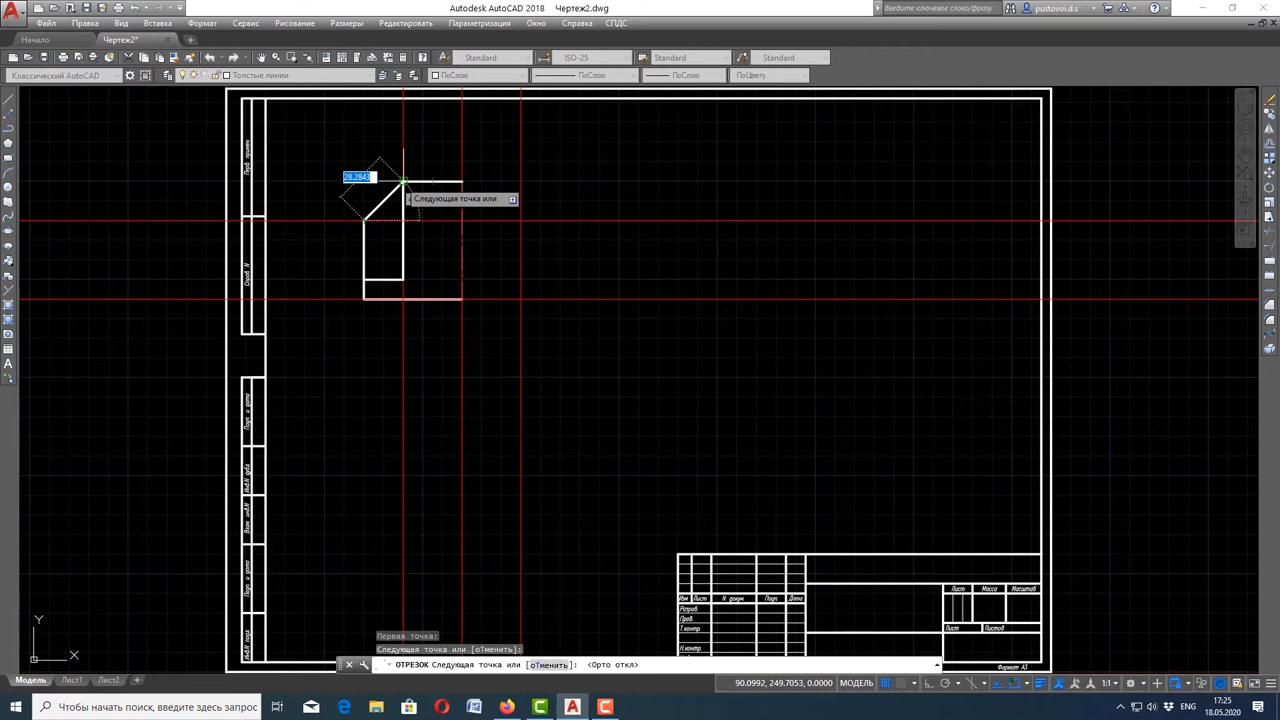 Autodesk AutoCAD 2018 - Чертеж2.dwg
Введите ключевое слово/фразу
pustovoi.d.s
Файл Правка Вид Вставка Формат Сервис Рисование Размеры Редактировать Параметризация Окно Справка СПДС
Начало
Чертеж2*
Standard
ISO-25
Standard
Standard
Классический AutoCAD
Толстые линии
ПоСлою
ПоСлою
ПоСлою
ПоЦвету
Перв. примен.
28.2843
Следующая точка или
Справ. N
Подп. и дата
Инв.N дубл.
Взам. инв.N
Подп. и дата
Инв.N подл.
Лист Масса Масштаб
Изм Лист N докум. Подп. Дата
Разраб.
Пров.
Т.контр.
Лист Листов
Н.контр.
Формат А3
Y
X
Первая точка:
Следующая точка или [оТменить]:
ОТРЕЗОК Следующая точка или [оТменить]: <Орто откл>
Модель Лист1 Лист2
90.0992, 249.7053, 0.0000 МОДЕЛЬ
1:1
Чтобы начать поиск, введите здесь запрос
ENG
17:25
18.05.2020